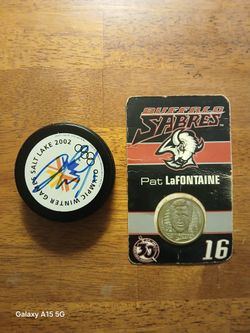 SALT LAKE 2002
OLYMPIC WINTER GAMES
BUFFALO
SABRES
Pat LaFONTAINE
16
Galaxy A15 5G